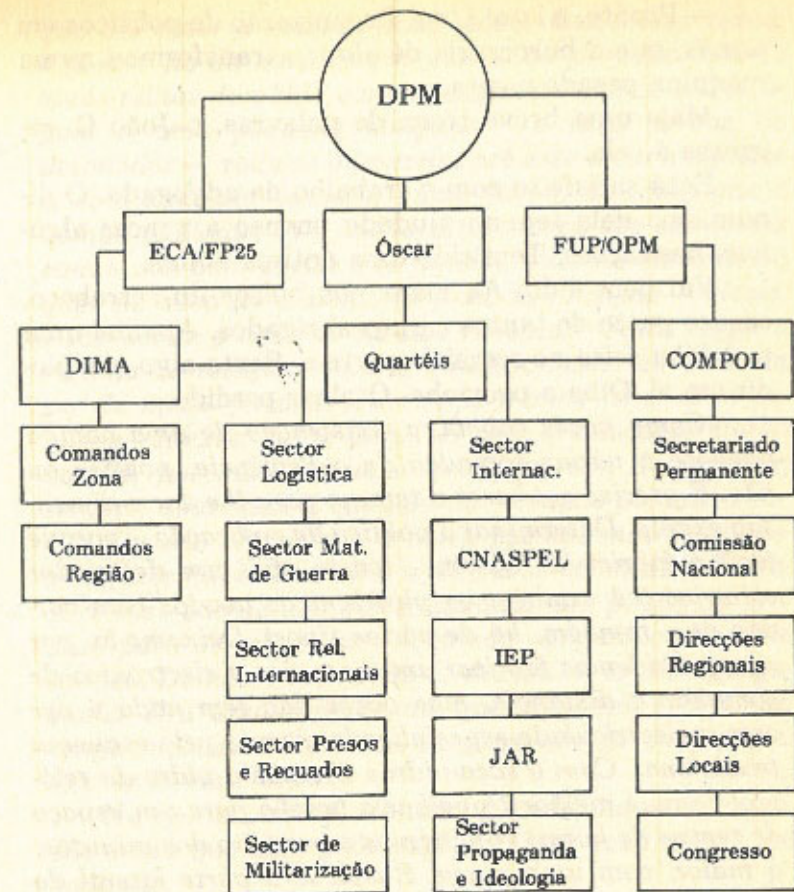 DPM
ECA/FP25
Óscar
FUP/OPM
DIMA
Quartéis
COMPOL
Comandos
Zona
Sector
Logística
Sector
Internac.
Secretariado
Permanente
Comandos
Região
Sector Mat.
de Guerra
CNASPEL
Comissão
Nacional
Sector Rel.
Internacionais
IEP
Direcções
Regionais
Sector Presos
e Recuados
JAR
Direcções
Locais
Sector de
Militarização
Sector
Propaganda
e Ideologia
Congresso